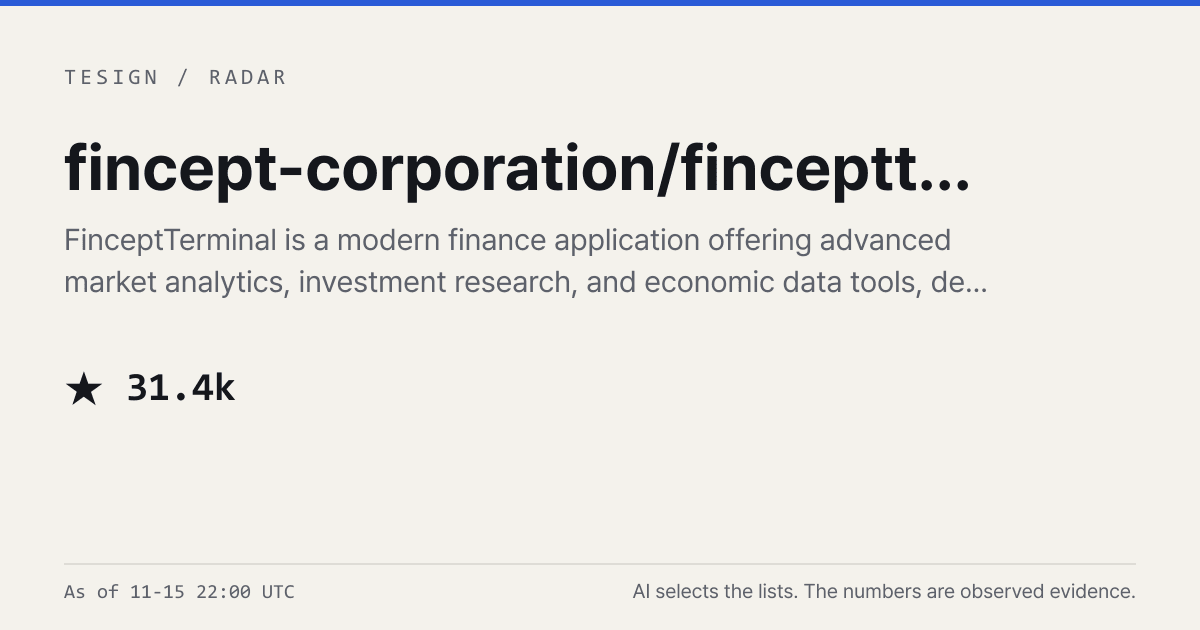 TESIGN / RADAR
fincept-corporation/finceptt...
FinceptTerminal is a modern finance application offering advanced
market analytics, investment research, and economic data tools, de...
★ 31.4k
As of 11-15 22:00 UTC
AI selects the lists. The numbers are observed evidence.